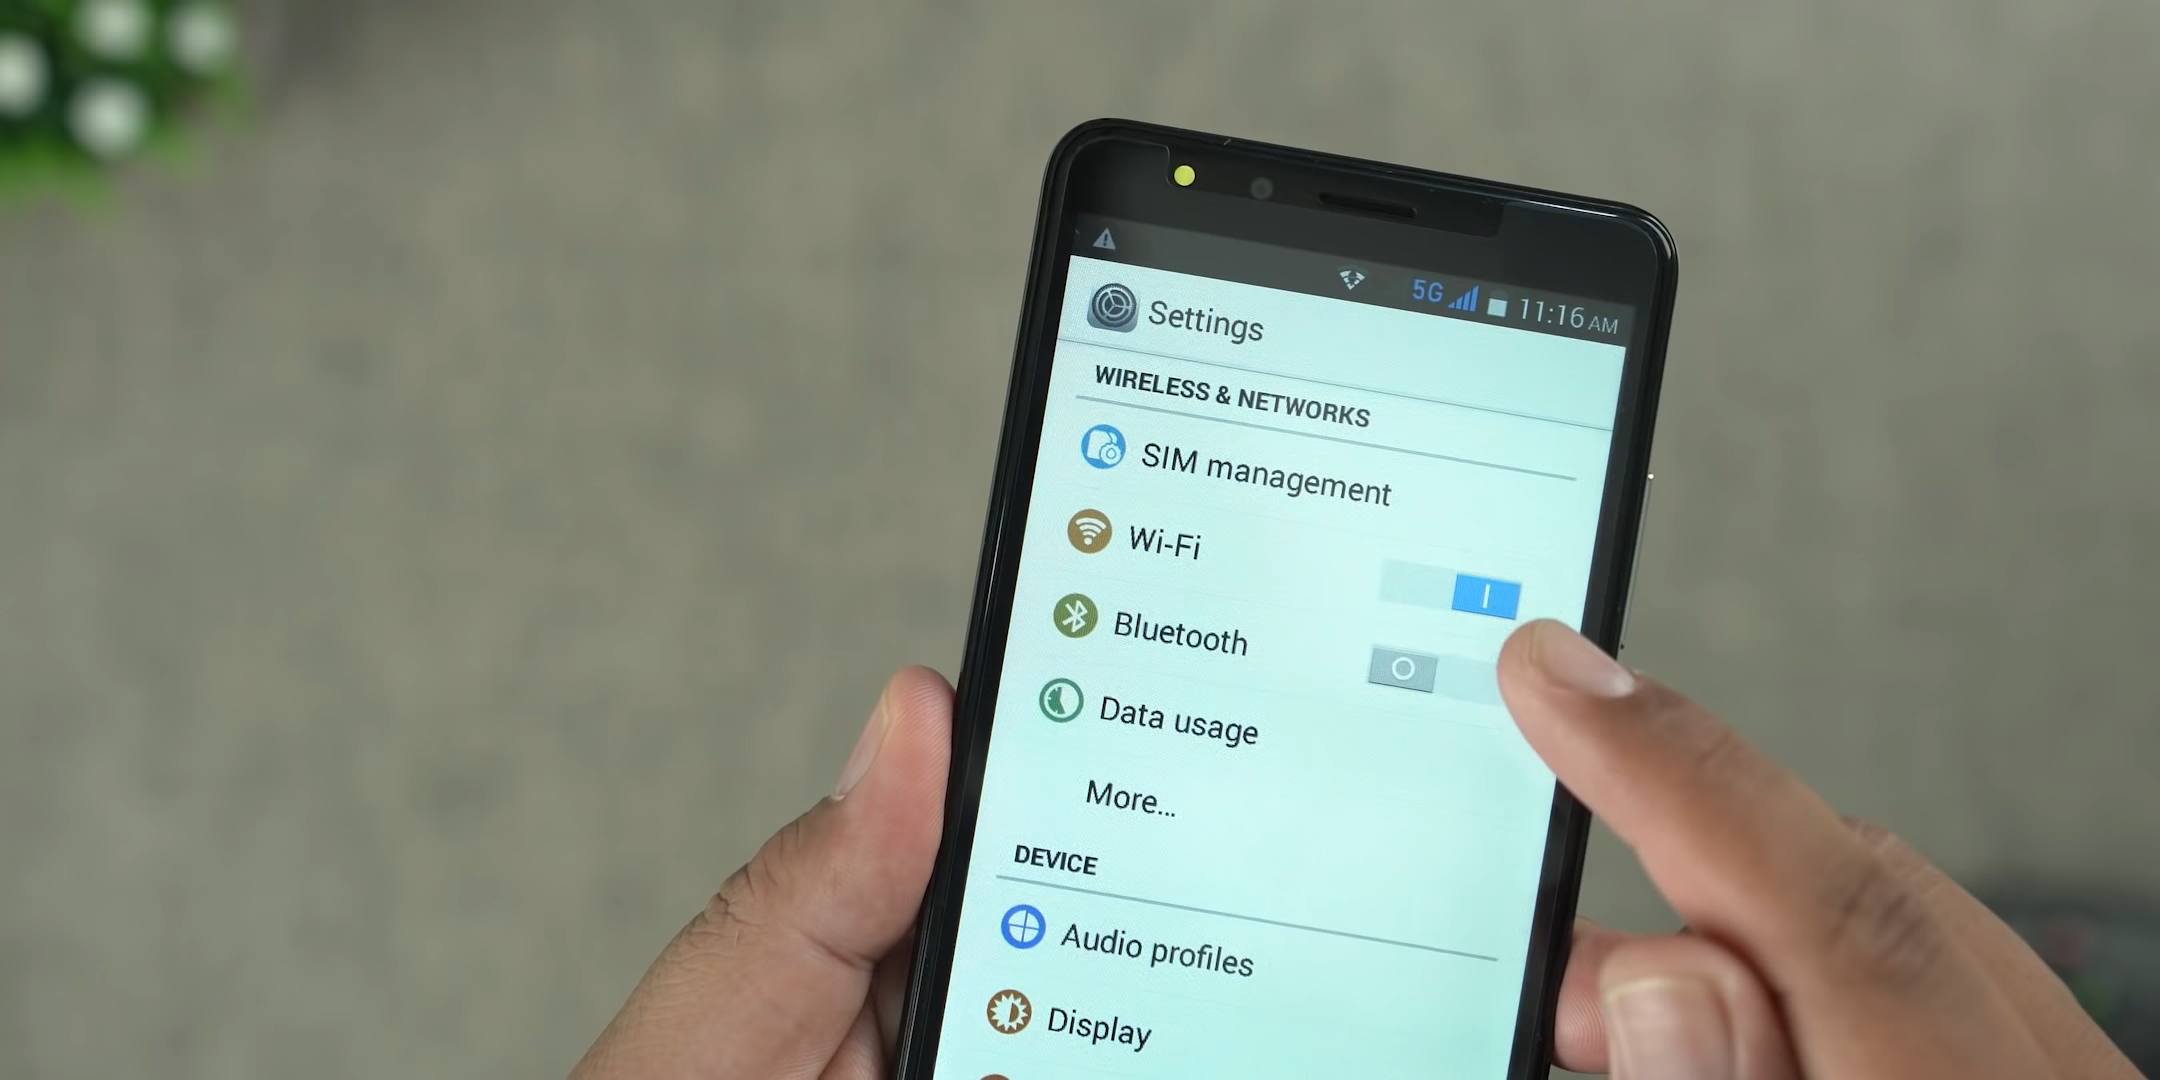 5G 11:16 AM
Settings
WIRELESS & NETWORKS
SIM management
Wi-Fi
Bluetooth
Data usage
More...
DEVICE
Audio profiles
Display